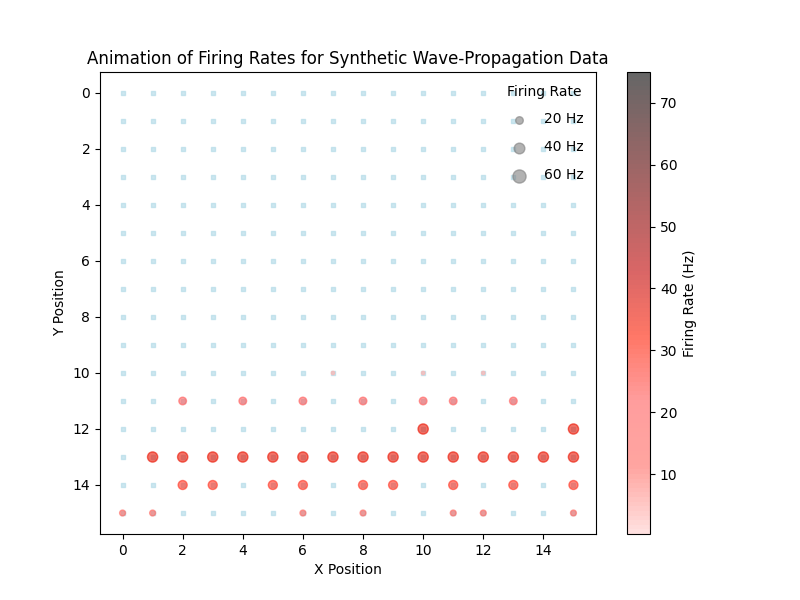 Animation of Firing Rates for Synthetic Wave-Propagation Data
Firing Rate
20 Hz
40 Hz
60 Hz
0
2
4
6
8
10
12
14
Y Position
0 2 4 6 8 10 12 14
X Position
70
60
50
40
30
20
10
Firing Rate (Hz)